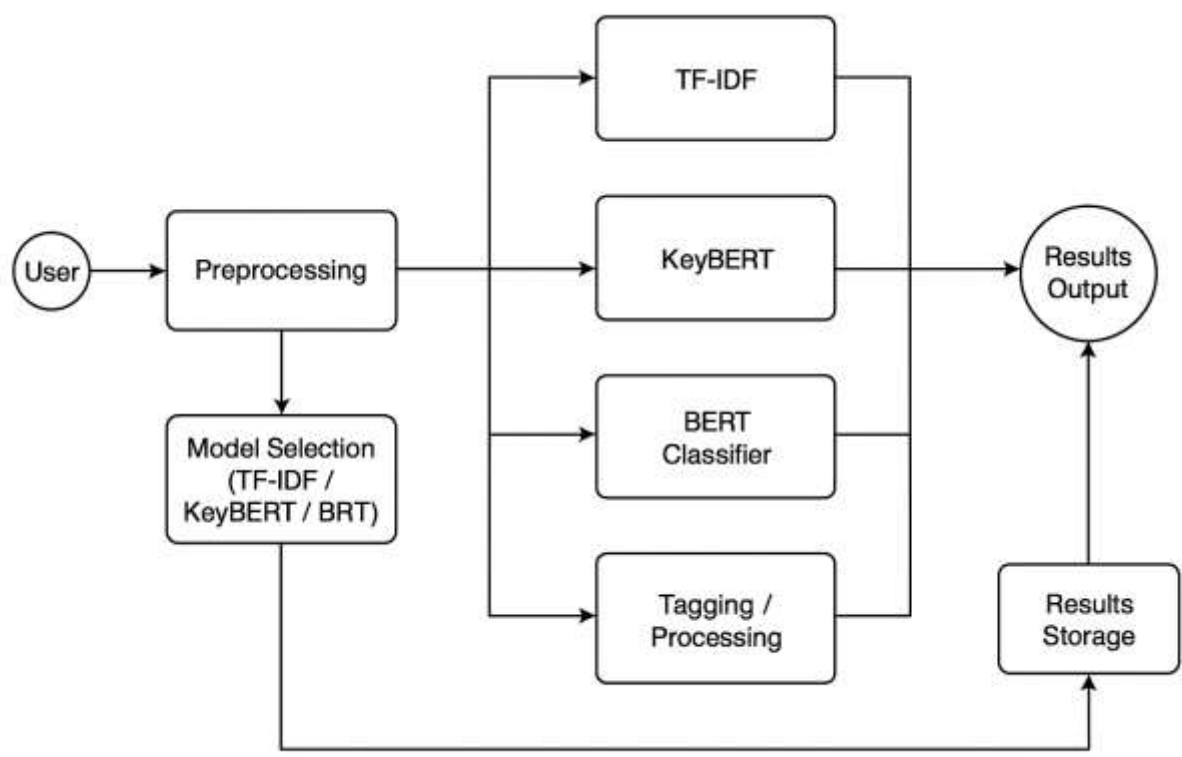 User
Preprocessing
Model Selection
(TF-IDF /
KeyBERT / BRT)
TF-IDF
KeyBERT
BERT
Classifier
Tagging /
Processing
Results
Output
Results
Storage